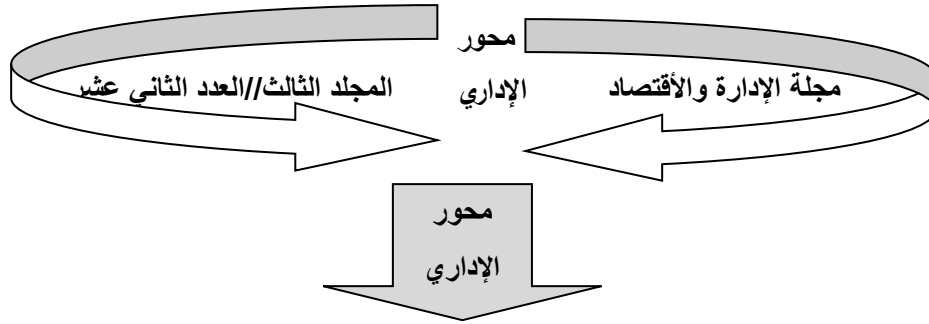 محور
مجلة الإدارة والأقتصاد
الإداري
المجلد الثالث//العدد الثاني عشر
محور
الإداري